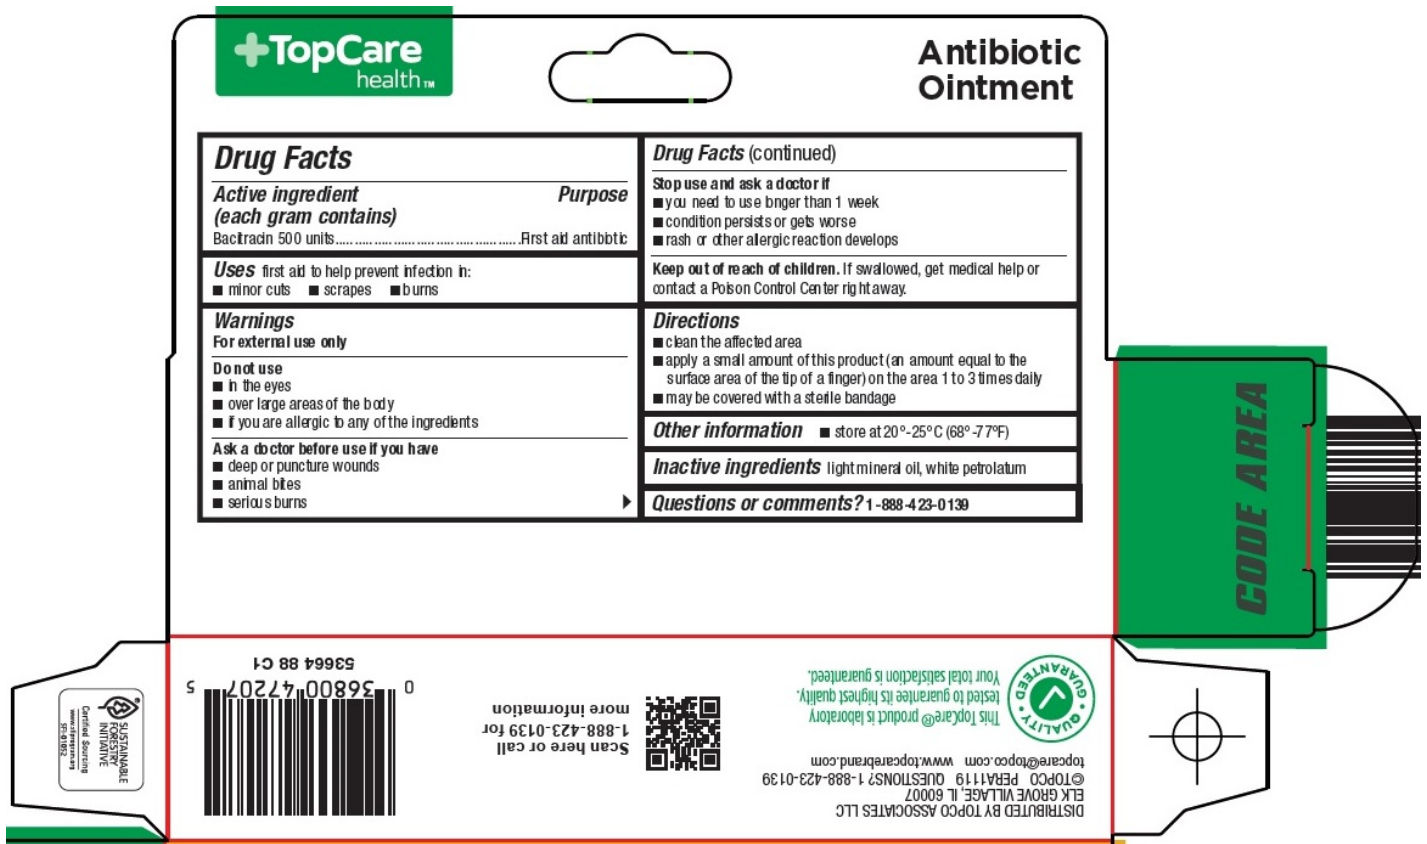 TopCare
health™
Antibiotic
Ointment
Drug Facts
Active ingredient Purpose
(each gram contains)
Bacitracin 500 units................................................First aid antibiotic
Uses first aid to help prevent infection in:
■ minor cuts ■ scrapes ■ burns
Warnings
For external use only
Do not use
■ in the eyes
■ over large areas of the body
■ if you are allergic to any of the ingredients
Ask a doctor before use if you have
■ deep or puncture wounds
■ animal bites
■ serious burns
Drug Facts (continued)
Stop use and ask a doctor if
■ you need to use longer than 1 week
■ condition persists or gets worse
■ rash or other allergic reaction develops
Keep out of reach of children. If swallowed, get medical help or
contact a Poison Control Center right away.
Directions
■ clean the affected area
■ apply a small amount of this product (an amount equal to the
surface area of the tip of a finger) on the area 1 to 3 times daily
■ may be covered with a sterile bandage
Other information ■ store at 20°-25°C (68°-77°F)
Inactive ingredients light mineral oil, white petrolatum
Questions or comments? 1-888-423-0139
CODE AREA
DISTRIBUTED BY TOPCO ASSOCIATES LLC
ELK GROVE VILLAGE, IL 60007
©TOPCO PERA1119 QUESTIONS? 1-888-423-0139
topcare@topco.com www.topcarebrand.com
QUALITY
GUARANTEED
This TopCare® product is laboratory
tested to guarantee its highest quality.
Your total satisfaction is guaranteed.
Scan here or call
1-888-423-0139 for
more information
0 36800 47207 5
53664 88 C1
SUSTAINABLE
FORESTRY
INITIATIVE
Certified Sourcing
www.sfiprogram.org
SFI-01052